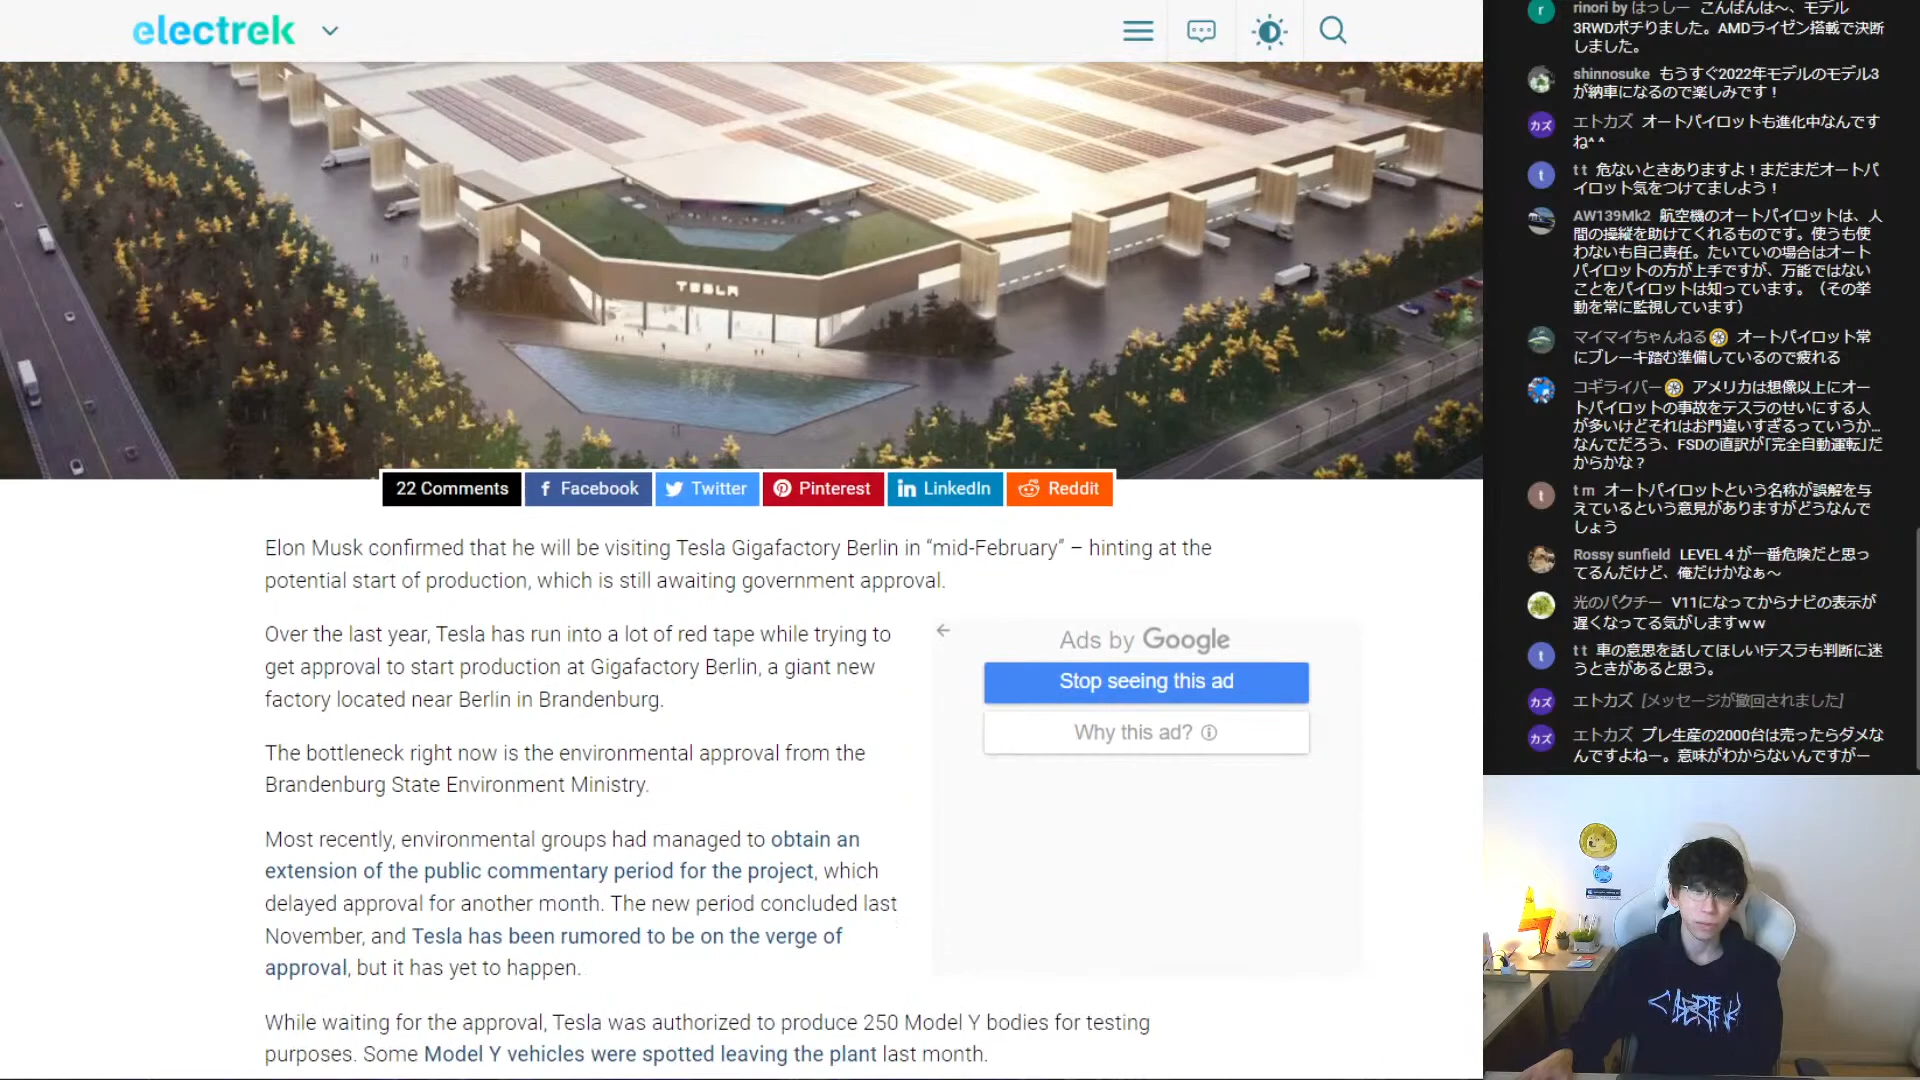 electrek
TESLA
22 Comments
Facebook
Twitter
Pinterest
LinkedIn
Reddit
Elon Musk confirmed that he will be visiting Tesla Gigafactory Berlin in “mid-February” – hinting at the
potential start of production, which is still awaiting government approval.
Over the last year, Tesla has run into a lot of red tape while trying to
get approval to start production at Gigafactory Berlin, a giant new
factory located near Berlin in Brandenburg.
The bottleneck right now is the environmental approval from the
Brandenburg State Environment Ministry.
Most recently, environmental groups had managed to obtain an
extension of the public commentary period for the project, which
delayed approval for another month. The new period concluded last
November, and Tesla has been rumored to be on the verge of
approval, but it has yet to happen.
While waiting for the approval, Tesla was authorized to produce 250 Model Y bodies for testing
purposes. Some Model Y vehicles were spotted leaving the plant last month.
Ads by Google
Stop seeing this ad
Why this ad?
r rinori by はっしー こんばんは〜、モデル
3RWDポチりました。AMDライゼン搭載で決断
しました。
shinnosuke もうすぐ2022年モデルのモデル3
が納車になるので楽しみです！
カズ エトカズ オートパイロットも進化中なんです
ね^ ^
t t t 危ないときありますよ！まだまだオートパ
イロット気をつけてましよう！
AW139Mk2 航空機のオートパイロットは、人
間の操縦を助けてくれるものです。使うも使
わないも自己責任。たいていの場合はオート
パイロットの方が上手ですが、万能ではない
ことをパイロットは知っています。（その挙
動を常に監視しています）
マイマイちゃんねる オートパイロット常
にブレーキ踏む準備しているので疲れる
コギライバー アメリカは想像以上にオー
トパイロットの事故をテスラのせいにする人
が多いけどそれはお門違いすぎるっていうか...
なんでだろう、FSDの直訳が「完全自動運転」だ
からかな？
t t m オートパイロットという名称が誤解を与
えているという意見がありますがどうなんで
しょう
Rossy sunfield LEVEL４が一番危険だと思っ
てるんだけど、俺だけかなぁ〜
光のパクチー V11になってからナビの表示が
遅くなってる気がしますｗｗ
t t t 車の意思を話してほしい!テスラも判断に迷
うときがあると思う。
カズ エトカズ [メッセージが撤回されました]
カズ エトカズ プレ生産の2000台は売ったらダメな
んですよねー。意味がわからないんですがー